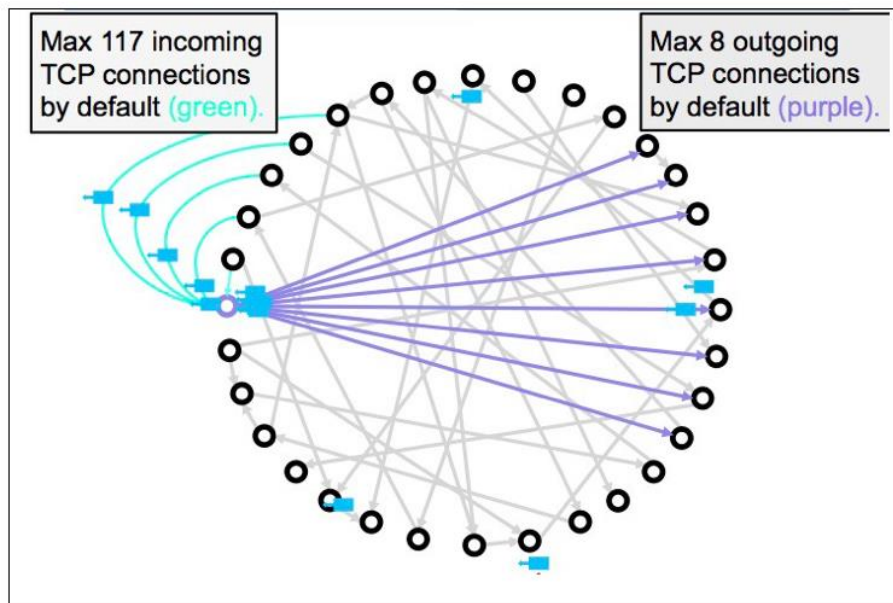 Max 117 incoming
TCP connections
by default (green).
Max 8 outgoing
TCP connections
by default (purple).